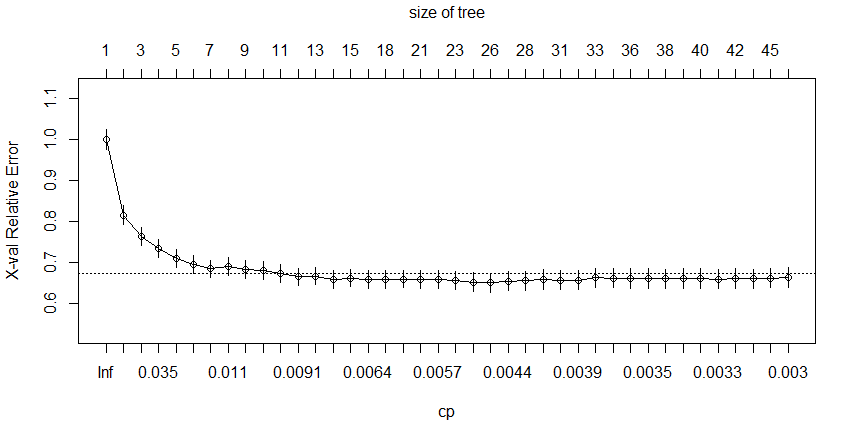 size of tree
1 3 5 7 9 11 13 15 18 21 23 26 28 31 33 36 38 40 42 45
X-val Relative Error
1.1
1.0
0.9
0.8
0.7
0.6
Inf 0.035 0.011 0.0091 0.0064 0.0057 0.0044 0.0039 0.0035 0.0033 0.003
cp